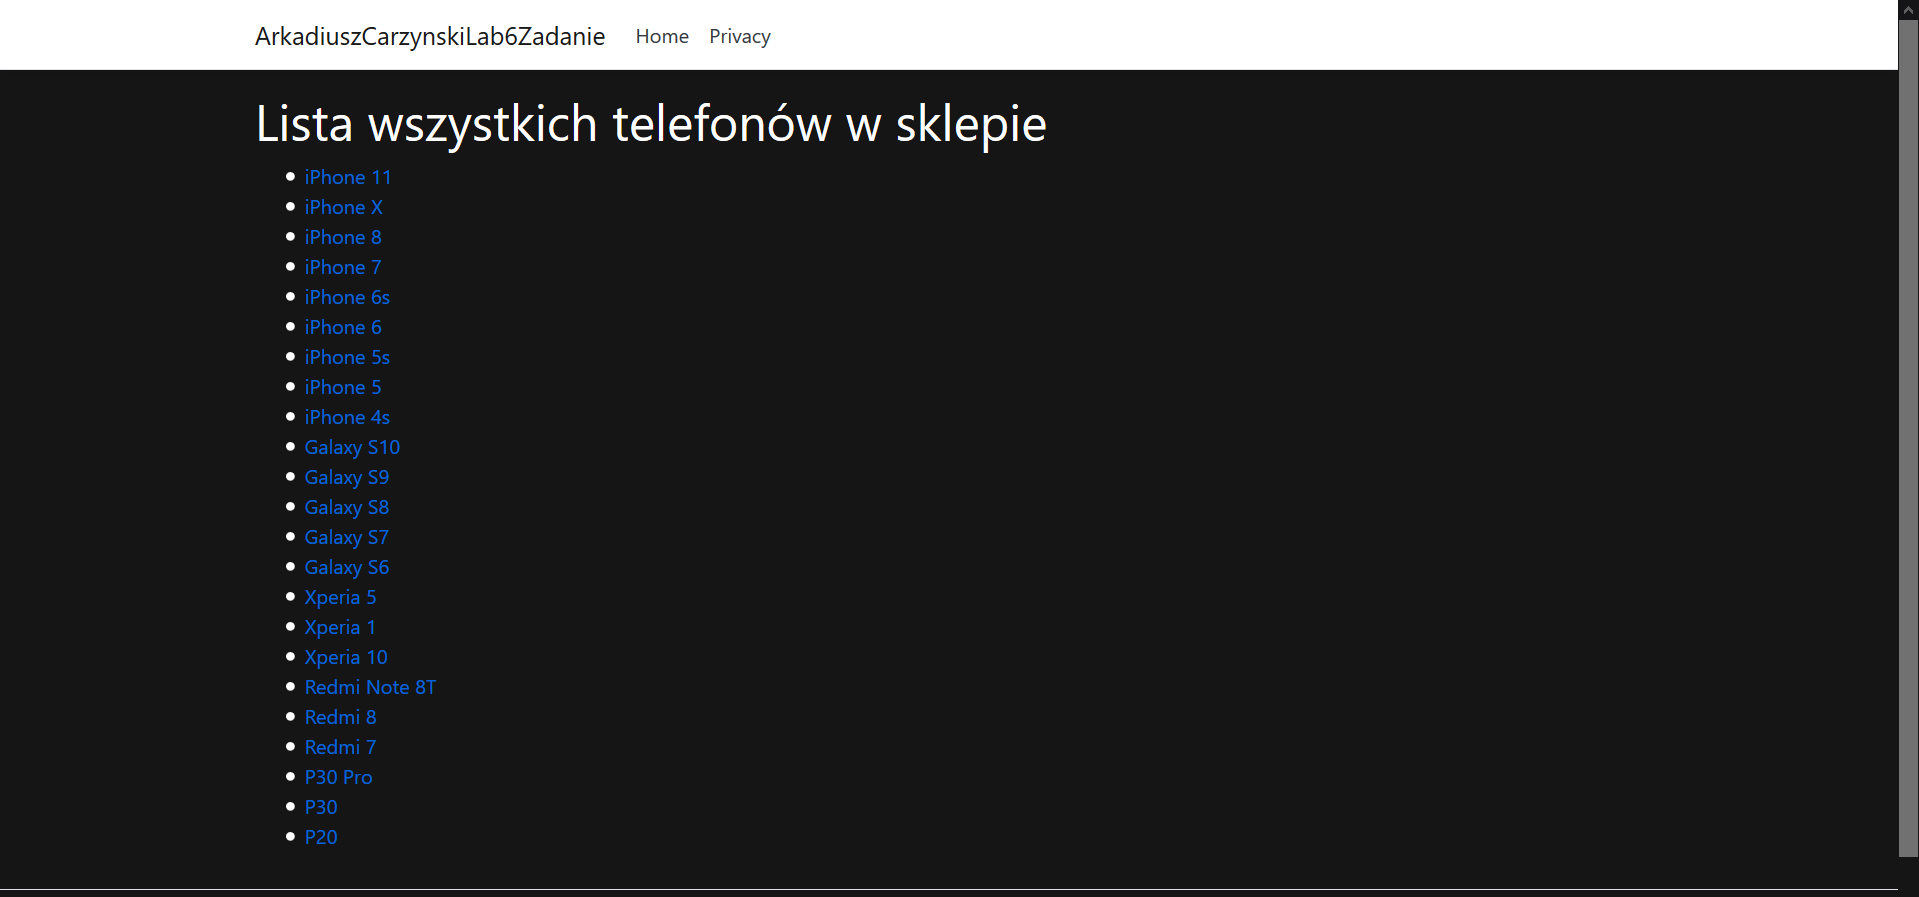 ArkadiuszCarzynskiLab6Zadanie Home Privacy
Lista wszystkich telefonów w sklepie
iPhone 11
iPhone X
iPhone 8
iPhone 7
iPhone 6s
iPhone 6
iPhone 5s
iPhone 5
iPhone 4s
Galaxy S10
Galaxy S9
Galaxy S8
Galaxy S7
Galaxy S6
Xperia 5
Xperia 1
Xperia 10
Redmi Note 8T
Redmi 8
Redmi 7
P30 Pro
P30
P20